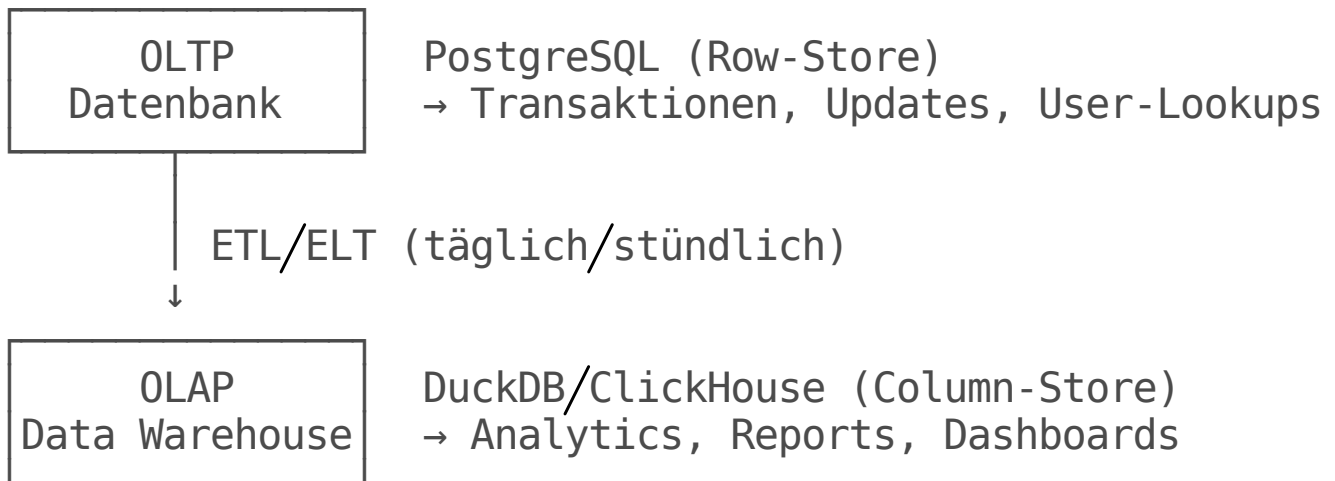 OLTP PostgreSQL (Row-Store)
Datenbank → Transaktionen, Updates, User-Lookups
ETL/ELT (täglich/stündlich)
↓
OLAP DuckDB/ClickHouse (Column-Store)
Data Warehouse → Analytics, Reports, Dashboards